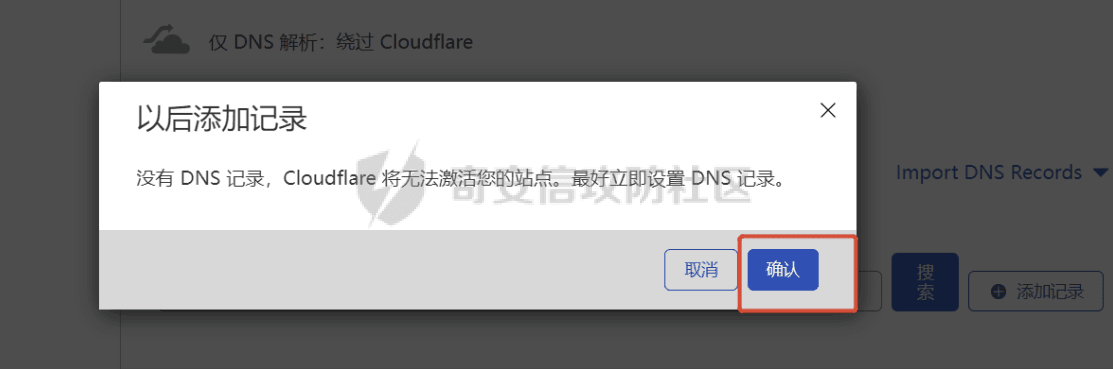 仅 DNS 解析：绕过 Cloudflare
以后添加记录
没有 DNS 记录，Cloudflare 将无法激活您的站点。最好立即设置 DNS 记录。
奇安信攻防社区
Import DNS Records
取消
确认
搜
索
添加记录